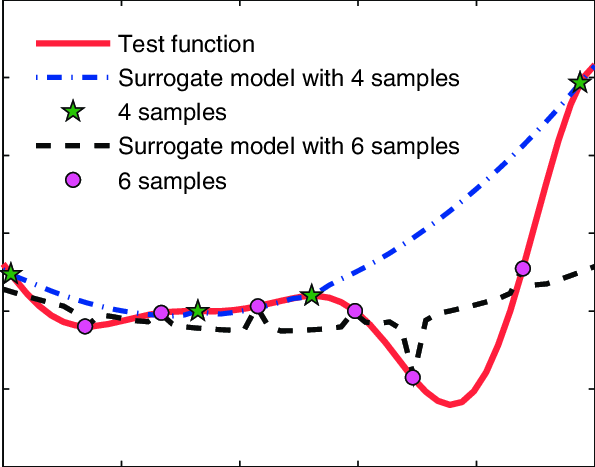 Test function
Surrogate model with 4 samples
4 samples
Surrogate model with 6 samples
6 samples